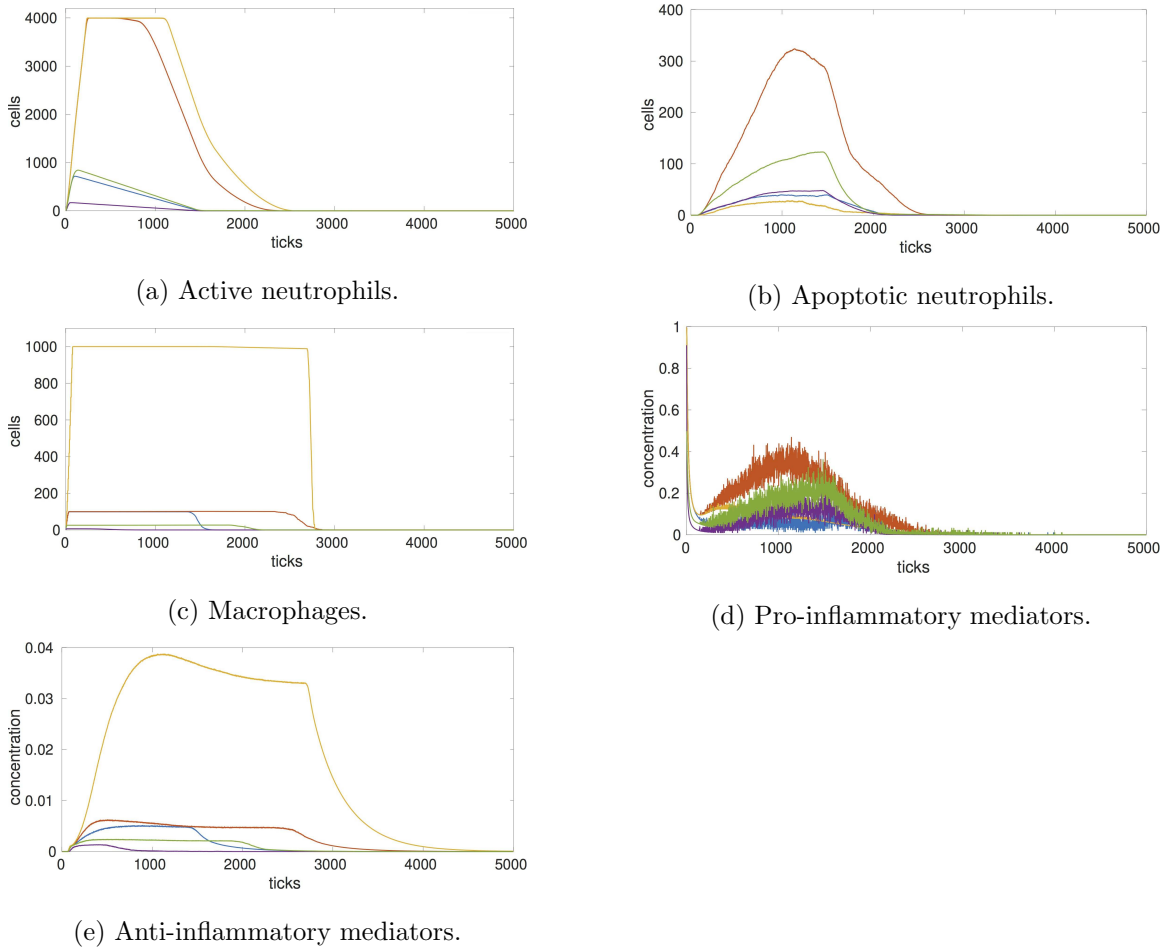 4000
3000
2000
1000
0
cells
0 1000 2000 3000 4000 5000
ticks
(a) Active neutrophils.
400
300
200
100
0
cells
0 1000 2000 3000 4000 5000
ticks
(b) Apoptotic neutrophils.
1000
800
600
400
200
0
cells
0 1000 2000 3000 4000 5000
ticks
(c) Macrophages.
1
0.8
0.6
0.4
0.2
0
concentration
0 1000 2000 3000 4000 5000
ticks
(d) Pro-inflammatory mediators.
0.04
0.03
0.02
0.01
0
concentration
0 1000 2000 3000 4000 5000
ticks
(e) Anti-inflammatory mediators.